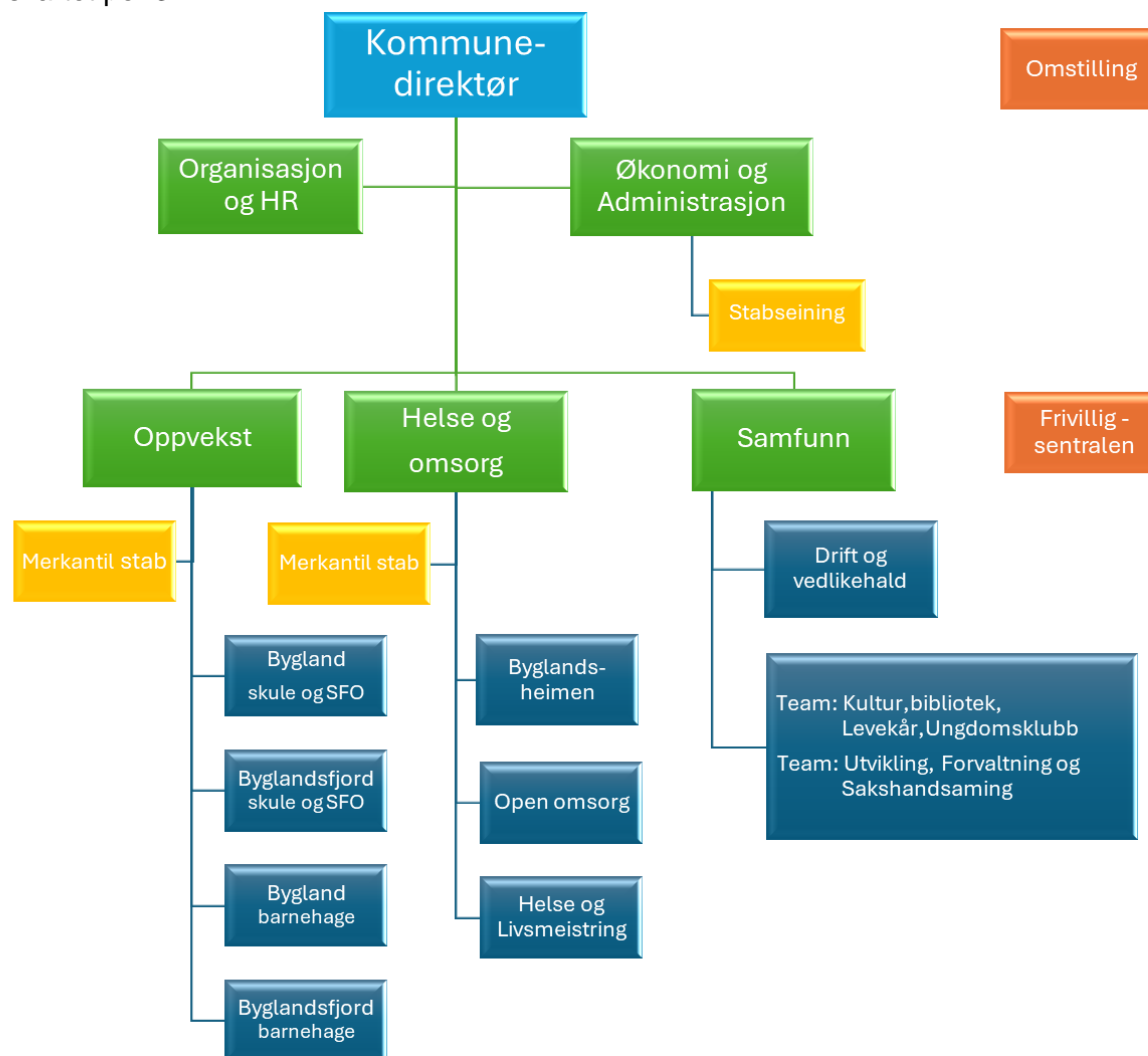 Kommune-
direktør
Omstilling
Organisasjon
og HR
Økonomi og
Administrasjon
Stabseining
Oppvekst
Helse og
omsorg
Samfunn
Frivillig -
sentralen
Merkantil stab
Merkantil stab
Drift og
vedlikehald
Bygland
skule og SFO
Byglands-
heimen
Team: Kultur,bibliotek,
Levekår,Ungdomsklubb
Team: Utvikling, Forvaltning og
Sakshandsaming
Byglandsfjord
skule og SFO
Open omsorg
Bygland
barnehage
Helse og
Livsmeistring
Byglandsfjord
barnehage